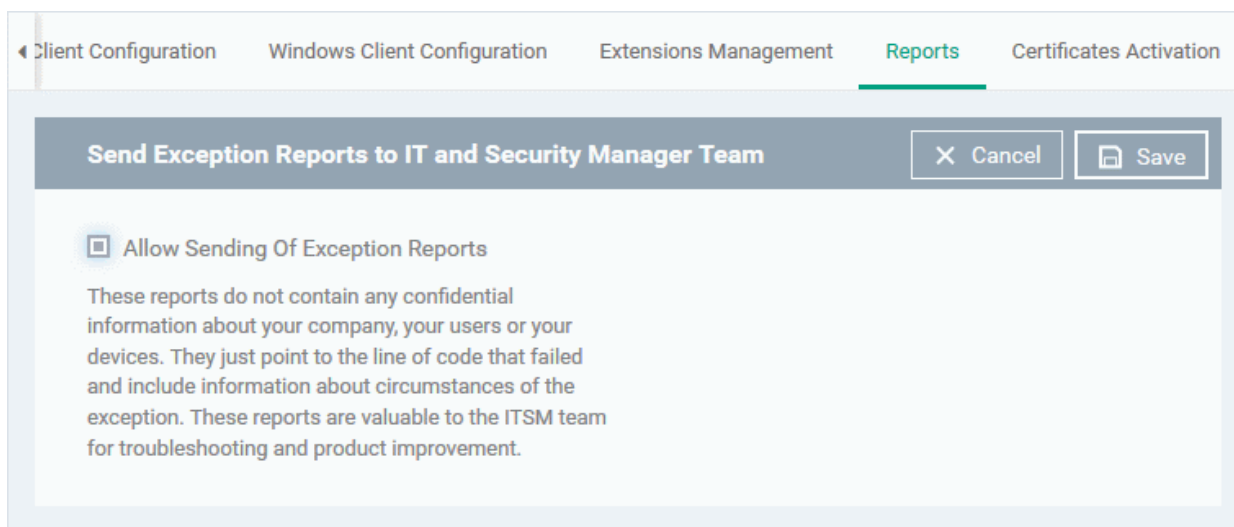 Client Configuration Windows Client Configuration Extensions Management Reports Certificates Activation
Send Exception Reports to IT and Security Manager Team Cancel Save
Allow Sending Of Exception Reports
These reports do not contain any confidential
information about your company, your users or your
devices. They just point to the line of code that failed
and include information about circumstances of the
exception. These reports are valuable to the ITSM team
for troubleshooting and product improvement.